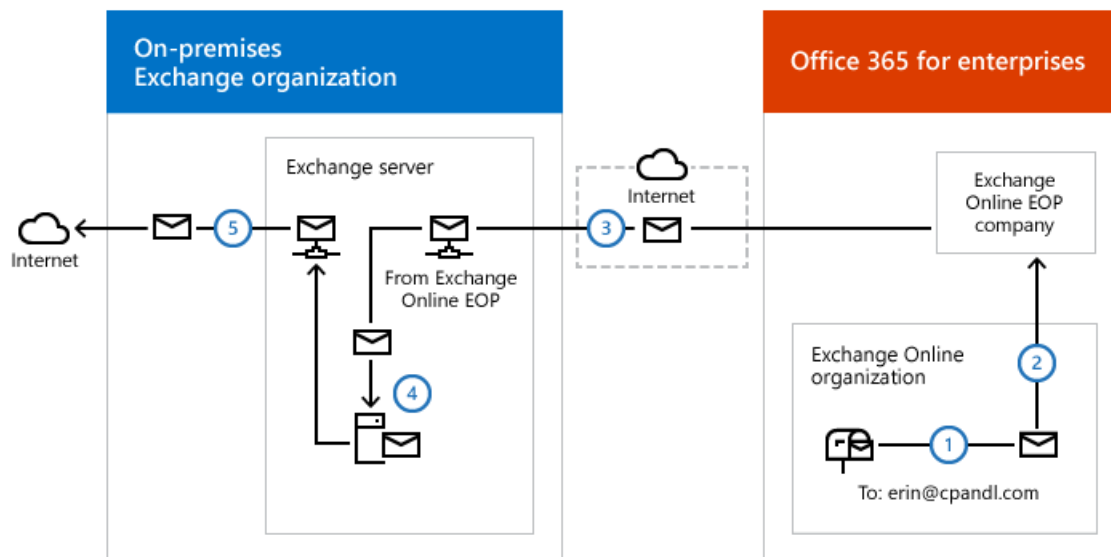 On-premises
Exchange organization
Office 365 for enterprises
Exchange server
Internet
Exchange
Online EOP
company
5
3
Internet
From Exchange
Online EOP
Exchange Online
organization
2
4
1
To: erin@cpandl.com